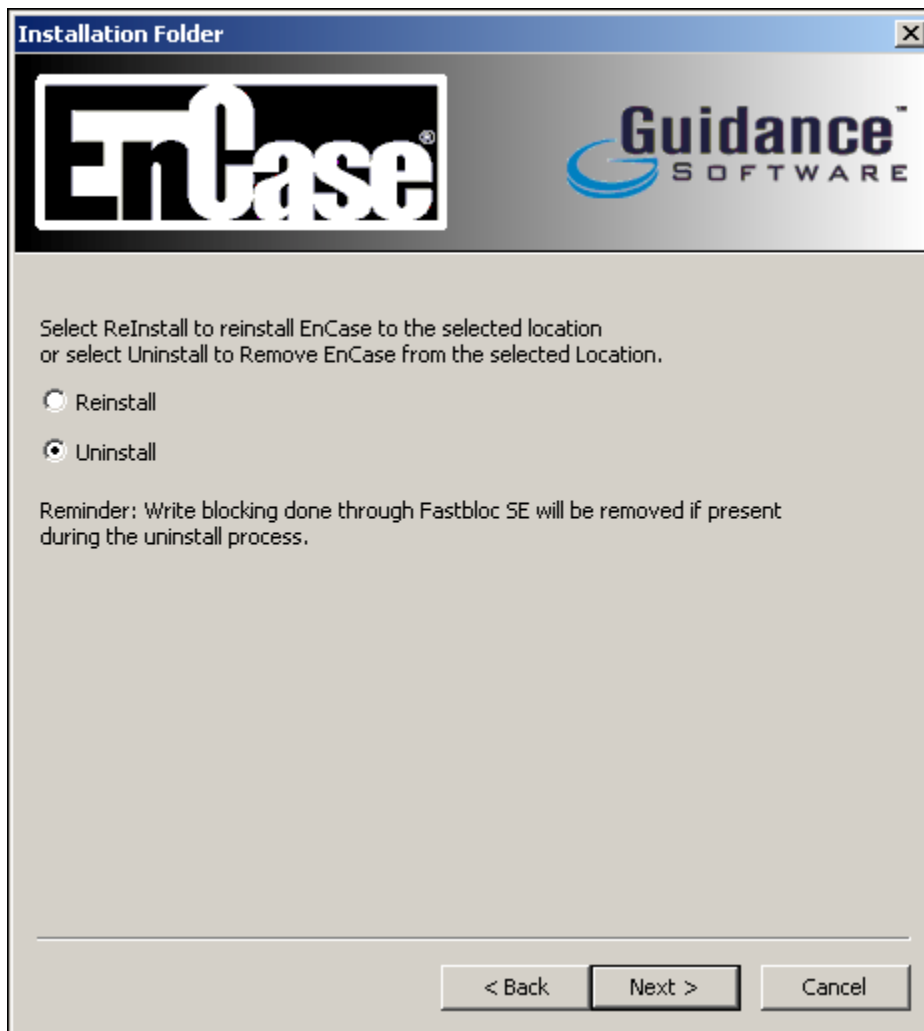 Installation Folder
EnCase®
Guidance™
SOFTWARE
Select ReInstall to reinstall EnCase to the selected location
or select Uninstall to Remove EnCase from the selected Location.
Reinstall
Uninstall
Reminder: Write blocking done through Fastbloc SE will be removed if present
during the uninstall process.
< Back Next > Cancel